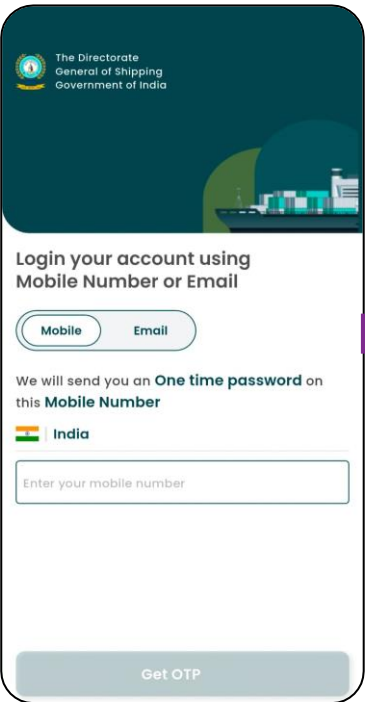 The Directorate
General of Shipping
Government of India
Login your account using
Mobile Number or Email
Mobile Email
We will send you an One time password on
this Mobile Number
India
Enter your mobile number
Get OTP